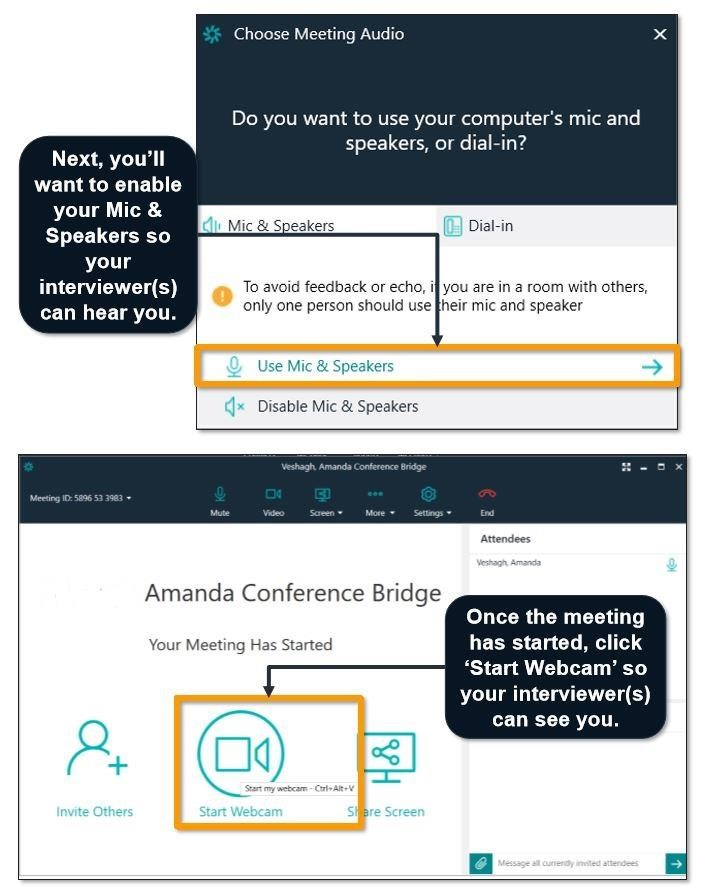 Choose Meeting Audio
Do you want to use your computer's mic and
speakers, or dial-in?
Next, you'll
want to enable
your Mic &
Speakers so
your
interviewer(s)
can hear you.
Mic & Speakers
Dial-in
To avoid feedback or echo, if you are in a room with others,
only one person should use their mic and speaker
Use Mic & Speakers
Disable Mic & Speakers
Veshagh, Amanda Conference Bridge
Meeting ID: 5896 53 3983
Mute
Video
Screen
More
Settings
End
Attendees
Veshagh, Amanda
Amanda Conference Bridge
Your Meeting Has Started
Once the meeting
has started, click
‘Start Webcam’ so
your interviewer(s)
can see you.
Start my webcam - Ctrl+Alt+V
Invite Others
Start Webcam
Share Screen
Message all currently invited attendees